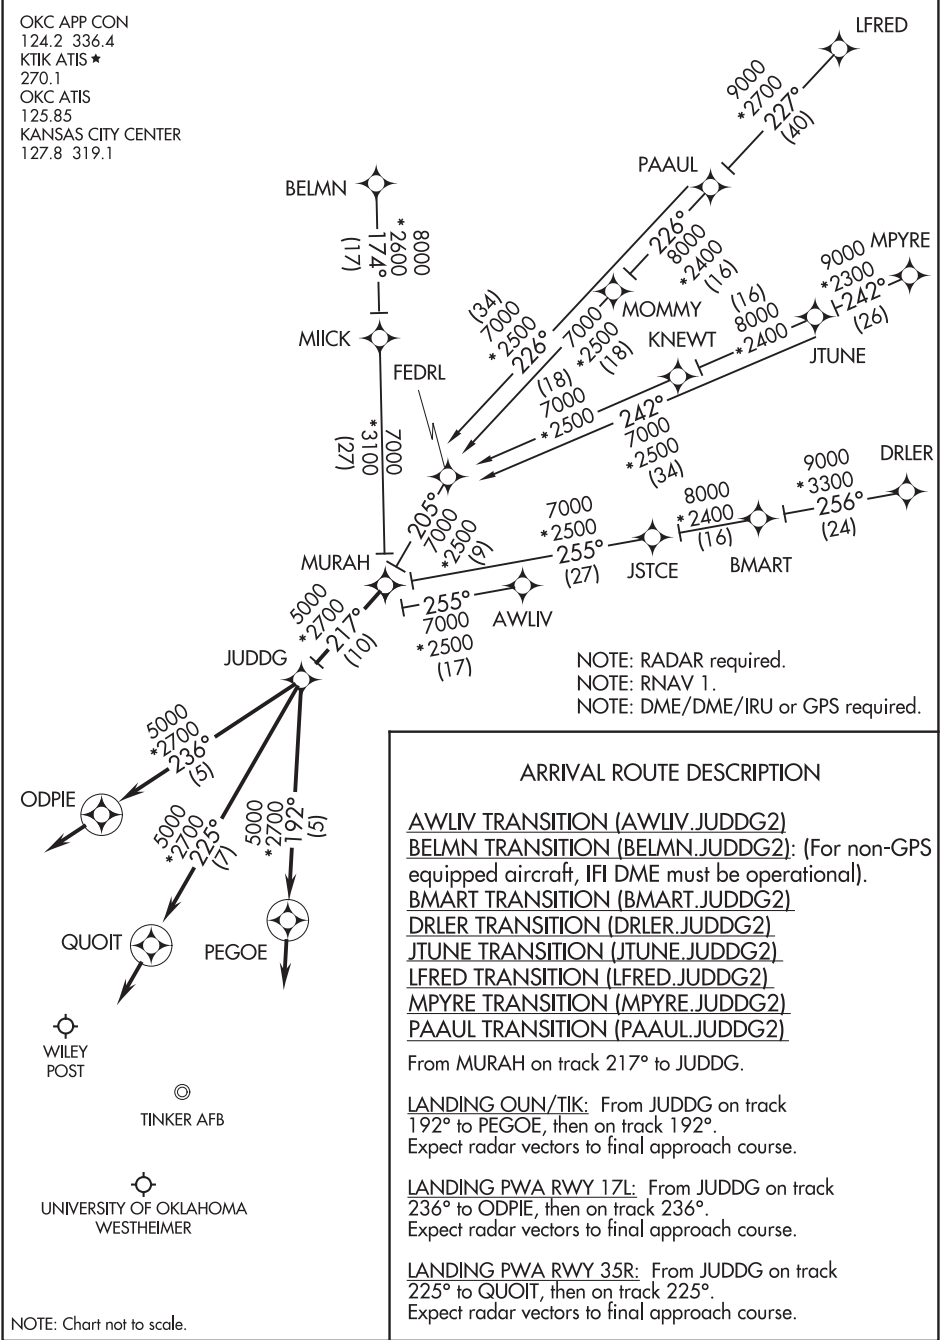 OKC APP CON
124.2 336.4
KTIK ATIS ★
270.1
OKC ATIS
125.85
KANSAS CITY CENTER
127.8 319.1
LFRED
9000
*2700
227°
(40)
PAAUL
BELMN
8000
*2600
174°
(17)
226°
8000
*2400
(16)
MPYRE
9000
*2300
242°
(26)
MOMMY
(16)
8000
*2400
JTUNE
KNEWT
MIICK
(34)
7000
*2500
226°
7000
*2500
(18)
FEDRL
(18)
7000
*2500
242°
7000
*2500
(34)
7000
*3100
(27)
DRLER
9000
*3300
256°
(24)
8000
*2400
(16)
BMART
205°
7000
*2500
(9)
7000
*2500
255°
(27)
JSTCE
MURAH
255°
7000
*2500
(17)
AWLIV
5000
*2700
217°
(10)
JUDDG
NOTE: RADAR required.
NOTE: RNAV 1.
NOTE: DME/DME/IRU or GPS required.
5000
*2700
236°
(5)
ODPIE
5000
*2700
225°
(7)
QUOIT
5000
*2700
192°
(5)
PEGOE
WILEY
POST
TINKER AFB
UNIVERSITY OF OKLAHOMA
WESTHEIMER
NOTE: Chart not to scale.
ARRIVAL ROUTE DESCRIPTION
AWLIV TRANSITION (AWLIV.JUDDG2)
BELMN TRANSITION (BELMN.JUDDG2): (For non-GPS
equipped aircraft, IFI DME must be operational).
BMART TRANSITION (BMART.JUDDG2)
DRLER TRANSITION (DRLER.JUDDG2)
JTUNE TRANSITION (JTUNE.JUDDG2)
LFRED TRANSITION (LFRED.JUDDG2)
MPYRE TRANSITION (MPYRE.JUDDG2)
PAAUL TRANSITION (PAAUL.JUDDG2)
From MURAH on track 217° to JUDDG.
LANDING OUN/TIK: From JUDDG on track
192° to PEGOE, then on track 192°.
Expect radar vectors to final approach course.
LANDING PWA RWY 17L: From JUDDG on track
236° to ODPIE, then on track 236°.
Expect radar vectors to final approach course.
LANDING PWA RWY 35R: From JUDDG on track
225° to QUOIT, then on track 225°.
Expect radar vectors to final approach course.